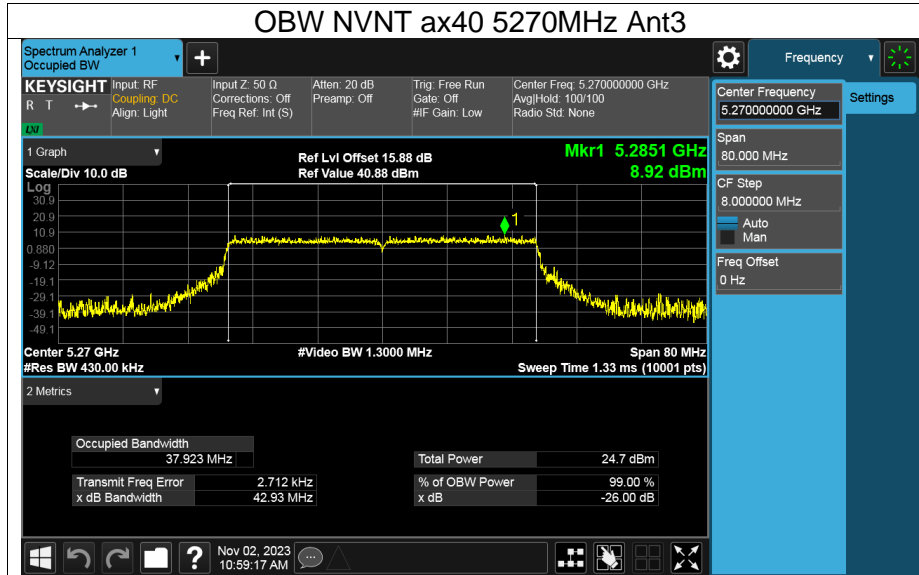 OBW NVNT ax40 5270MHz Ant3
Spectrum Analyzer 1
Occupied BW
+
Frequency
KEYSIGHT
R T
LXI
Input: RF
Coupling: DC
Align: Light
Input Z: 50 Ω
Corrections: Off
Freq Ref: Int (S)
Atten: 20 dB
Preamp: Off
Trig: Free Run
Gate: Off
#IF Gain: Low
Center Freq: 5.270000000 GHz
Avg|Hold: 100/100
Radio Std: None
Center Frequency
5.270000000 GHz
Settings
Span
80.000 MHz
CF Step
8.000000 MHz
Auto
Man
Freq Offset
0 Hz
1 Graph
Ref Lvl Offset 15.88 dB
Mkr1 5.2851 GHz
Scale/Div 10.0 dB
Ref Value 40.88 dBm
8.92 dBm
Log
30.9
20.9
10.9
0.880
-9.12
-19.1
-29.1
-39.1
-49.1
1
Center 5.27 GHz
#Video BW 1.3000 MHz
Span 80 MHz
#Res BW 430.00 kHz
Sweep Time 1.33 ms (10001 pts)
2 Metrics
Occupied Bandwidth
37.923 MHz
Total Power 24.7 dBm
Transmit Freq Error 2.712 kHz
% of OBW Power 99.00 %
x dB Bandwidth 42.93 MHz
x dB -26.00 dB
?
Nov 02, 2023
10:59:17 AM